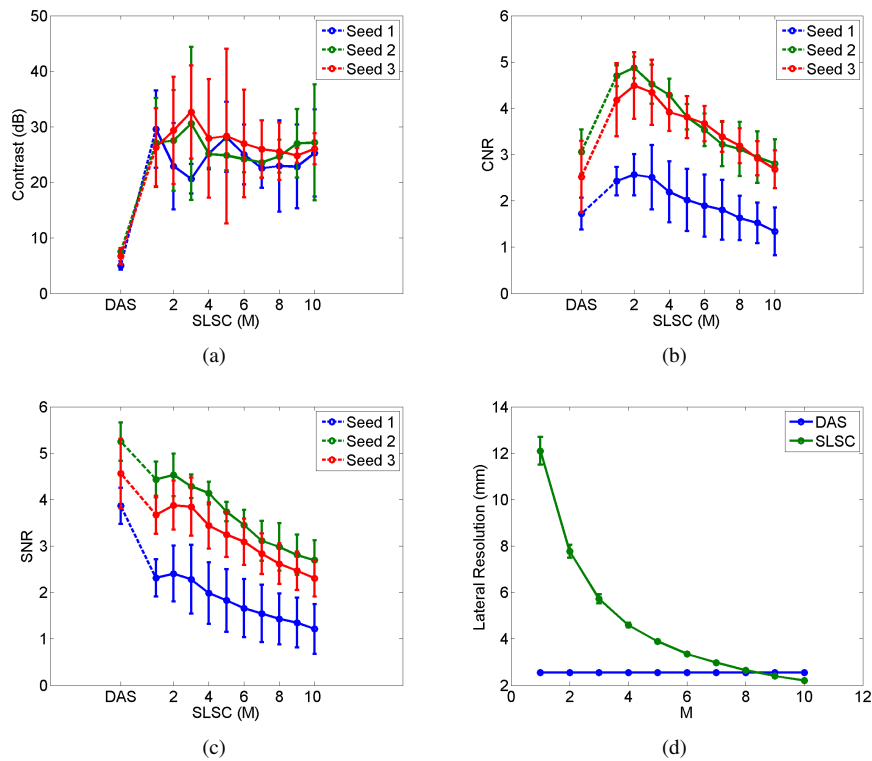 50
40
30
20
10
0
Contrast (dB)
DAS 2 4 6 8 10
SLSC (M)
Seed 1
Seed 2
Seed 3
(a)
6
5
4
3
2
1
0
CNR
DAS 2 4 6 8 10
SLSC (M)
Seed 1
Seed 2
Seed 3
(b)
6
5
4
3
2
1
0
SNR
DAS 2 4 6 8 10
SLSC (M)
Seed 1
Seed 2
Seed 3
(c)
14
12
10
8
6
4
2
Lateral Resolution (mm)
0 2 4 6 8 10 12
M
DAS
SLSC
(d)